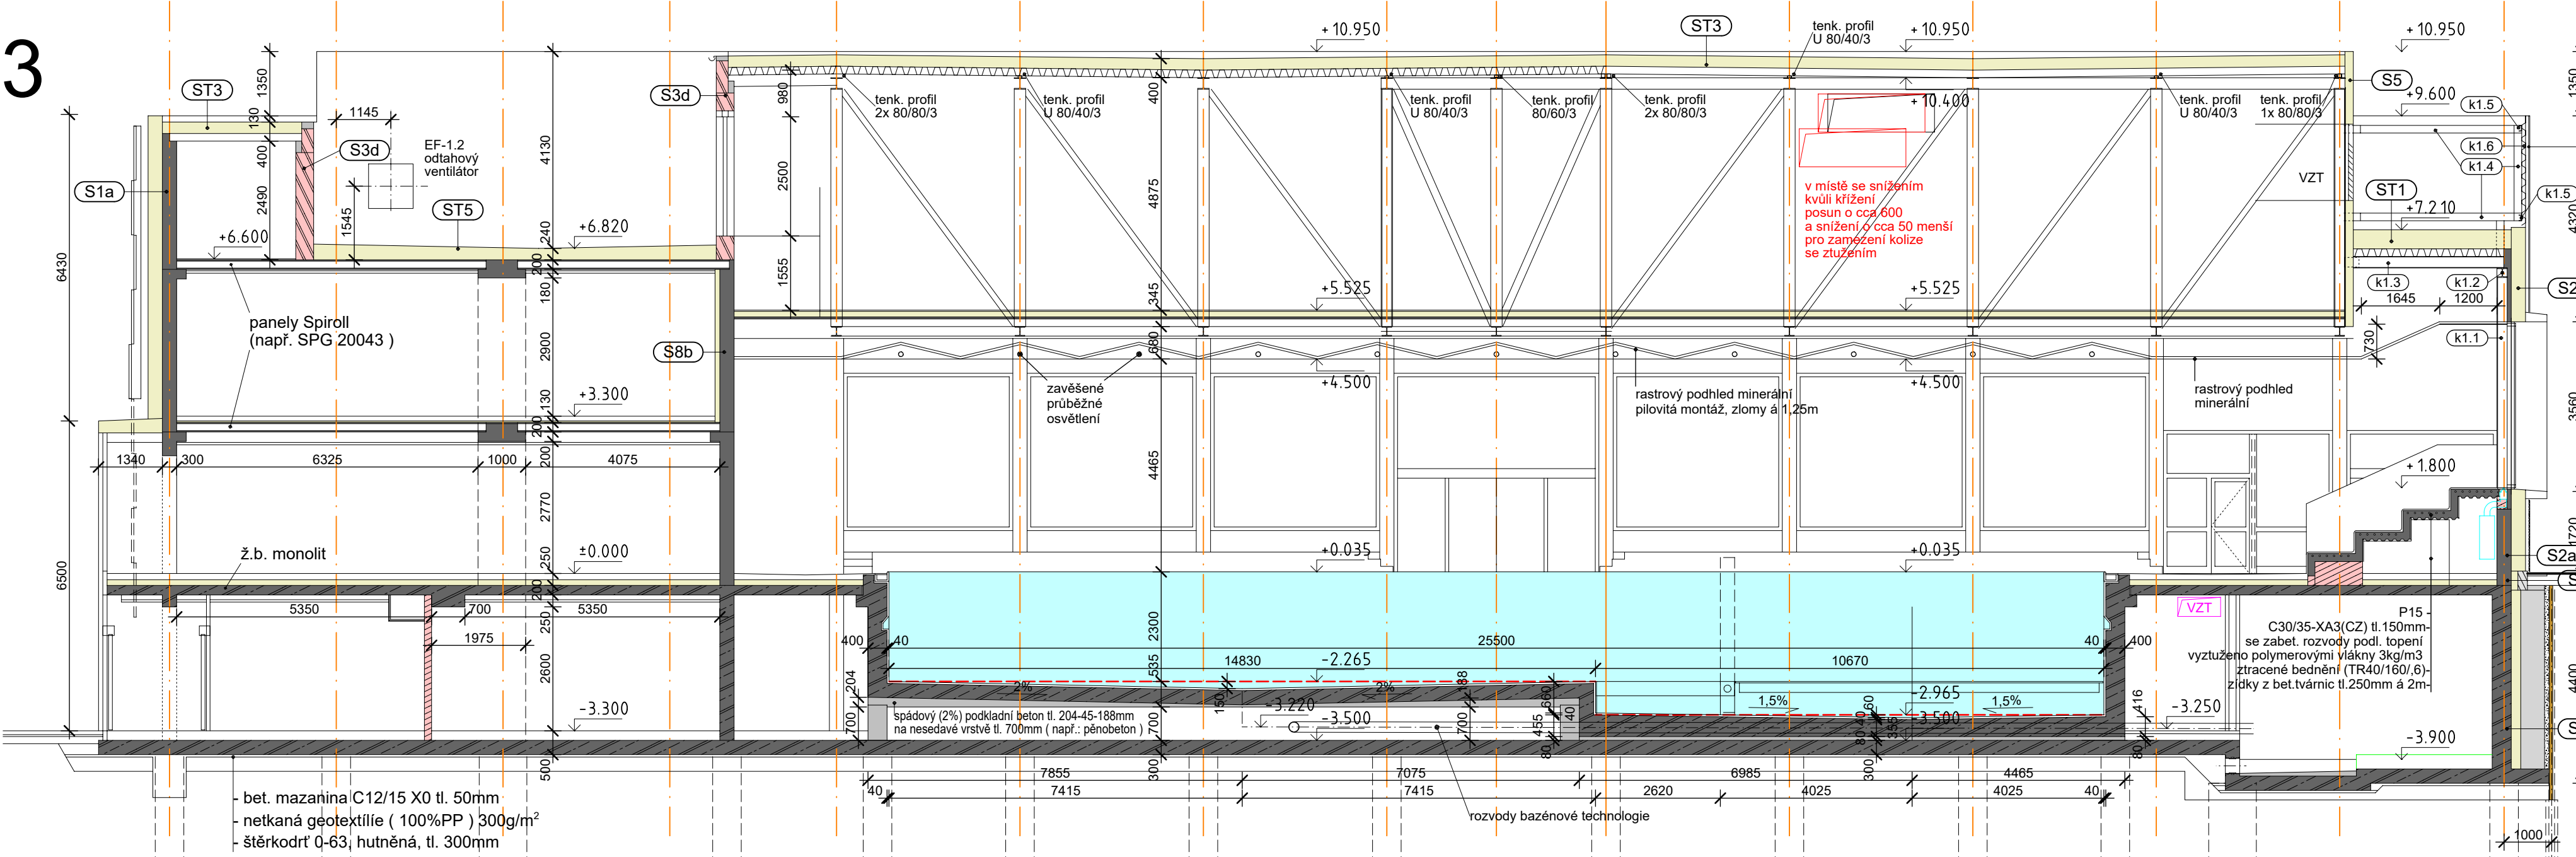 3
ST3
S3d
S1a
EF-1.2
odtahový
ventilátor
ST5
+6.600
+6.820
1350
130
400
2490
1145
1545
4130
240
200
180
2900
130
200
200
2770
250
200
250
2600
500
6430
6500
panely Spiroll
(např. SPG 20043 )
+3.300
1340
300
6325
1000
4075
ž.b. monolit
±0.000
5350
700
5350
1975
-3.300
- bet. mazanina C12/15 X0 tl. 50mm
- netkaná geotextílie ( 100%PP ) 300g/m²
- štěrkodrť 0-63, hutněná, tl. 300mm
S3d
S8b
980
2500
1555
tenk. profil
2x 80/80/3
tenk. profil
U 80/40/3
400
4875
345
680
4465
2300
535
+10.950
tenk. profil
U 80/40/3
tenk. profil
80/60/3
tenk. profil
2x 80/80/3
ST3
tenk. profil
U 80/40/3
+10.950
+10.400
v místě se snížením
kvůli křížení
posun o cca 600
a snížení o cca 50 menší
pro zamezení kolize
se ztužením
tenk. profil
U 80/40/3
tenk. profil
1x 80/80/3
+5.525
+5.525
+4.500
+4.500
zavěšené
průběžné
osvětlení
rastrový podhled minerální
pilovitá montáž, zlomy á 1,25m
rastrový podhled
minerální
+0.035
+0.035
400
40
25500
40
400
14830
-2.265
10670
2%
2%
204
700
150
188
700
660
455
80
40
-3.220
-3.500
spádový (2%) podkladní beton tl. 204-45-188mm
na nesedavé vrstvě tl. 700mm ( např.: pěnobeton )
700
300
1,5%
1,5%
-2.965
-3.500
60
40
80
355
300
416
80
-3.250
-3.900
7855
7075
6985
4465
40
7415
7415
2620
4025
4025
40
rozvody bazénové technologie
S5
+10.950
+9.600
k1.5
k1.6
k1.4
k1.5
VZT
ST1
+7.210
k1.3
k1.2
1645
1200
730
k1.1
1350
4320
3560
1720
4400
+1.800
S2a
VZT
P15 -
C30/35-XA3(CZ) tl.150mm-
se zabet. rozvody podl. topení
vyztuženo polymerovými vlákny 3kg/m3
ztracené bednění (TR40/160/,6)-
zídky z bet.tvárnic tl.250mm á 2m-
1000